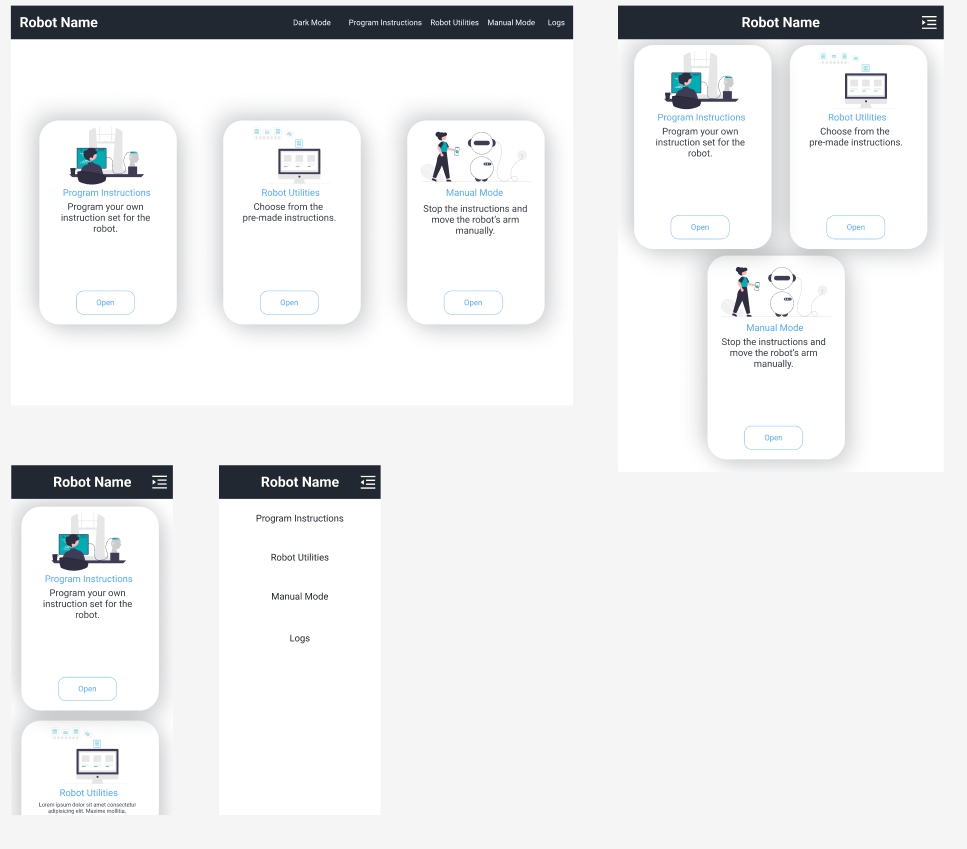 Robot Name
Dark Mode Program Instructions Robot Utilities Manual Mode Logs
Program Instructions
Program your own
instruction set for the
robot.
Open
Robot Utilities
Choose from the
pre-made instructions.
Open
Manual Mode
Stop the instructions and
move the robot's arm
manually.
Open
Robot Name
Program Instructions
Program your own
instruction set for the
robot.
Open
Robot Utilities
Choose from the
pre-made instructions.
Open
Manual Mode
Stop the instructions and
move the robot's arm
manually.
Open
Robot Name
Program Instructions
Program your own
instruction set for the
robot.
Open
Robot Utilities
Lorem ipsum dolor sit amet consectetur
adipisicing elit. Maxime mollitia,
Robot Name
Program Instructions
Robot Utilities
Manual Mode
Logs